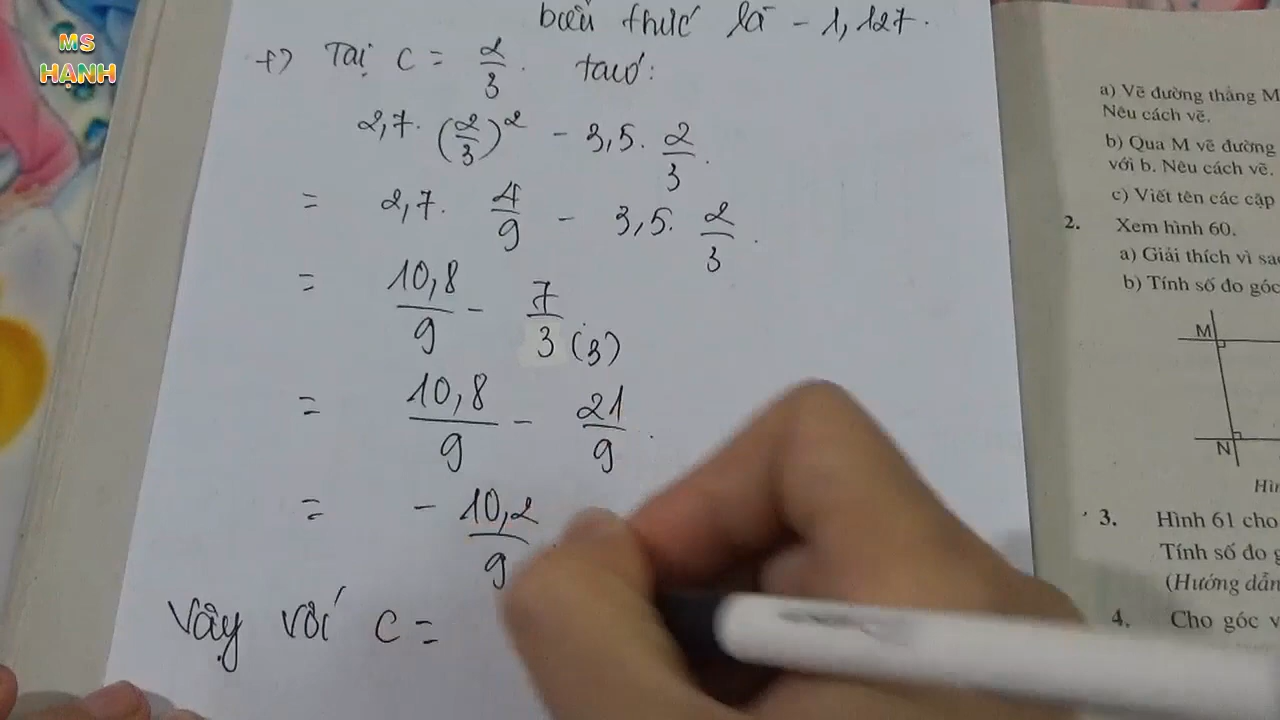 MS
HẠNH
biểu thức là - 1,127.
+) Tại c = 2/3. ta có:
2,7. (2/3)² - 3,5. 2/3.
= 2,7. 4/9 - 3,5. 2/3.
= 10,8/9 - 7/3 (3)
= 10,8/9 - 21/9.
= - 10,2/9
Vậy với c =
a) Vẽ đường thẳng M
Nêu cách vẽ.
b) Qua M vẽ đường
với b. Nêu cách vẽ.
c) Viết tên các cặp
2. Xem hình 60.
a) Giải thích vì
b) Tính số đo góc
M
N
3. Hình 61 cho
Tính số đo
(Hướng
4. Cho góc